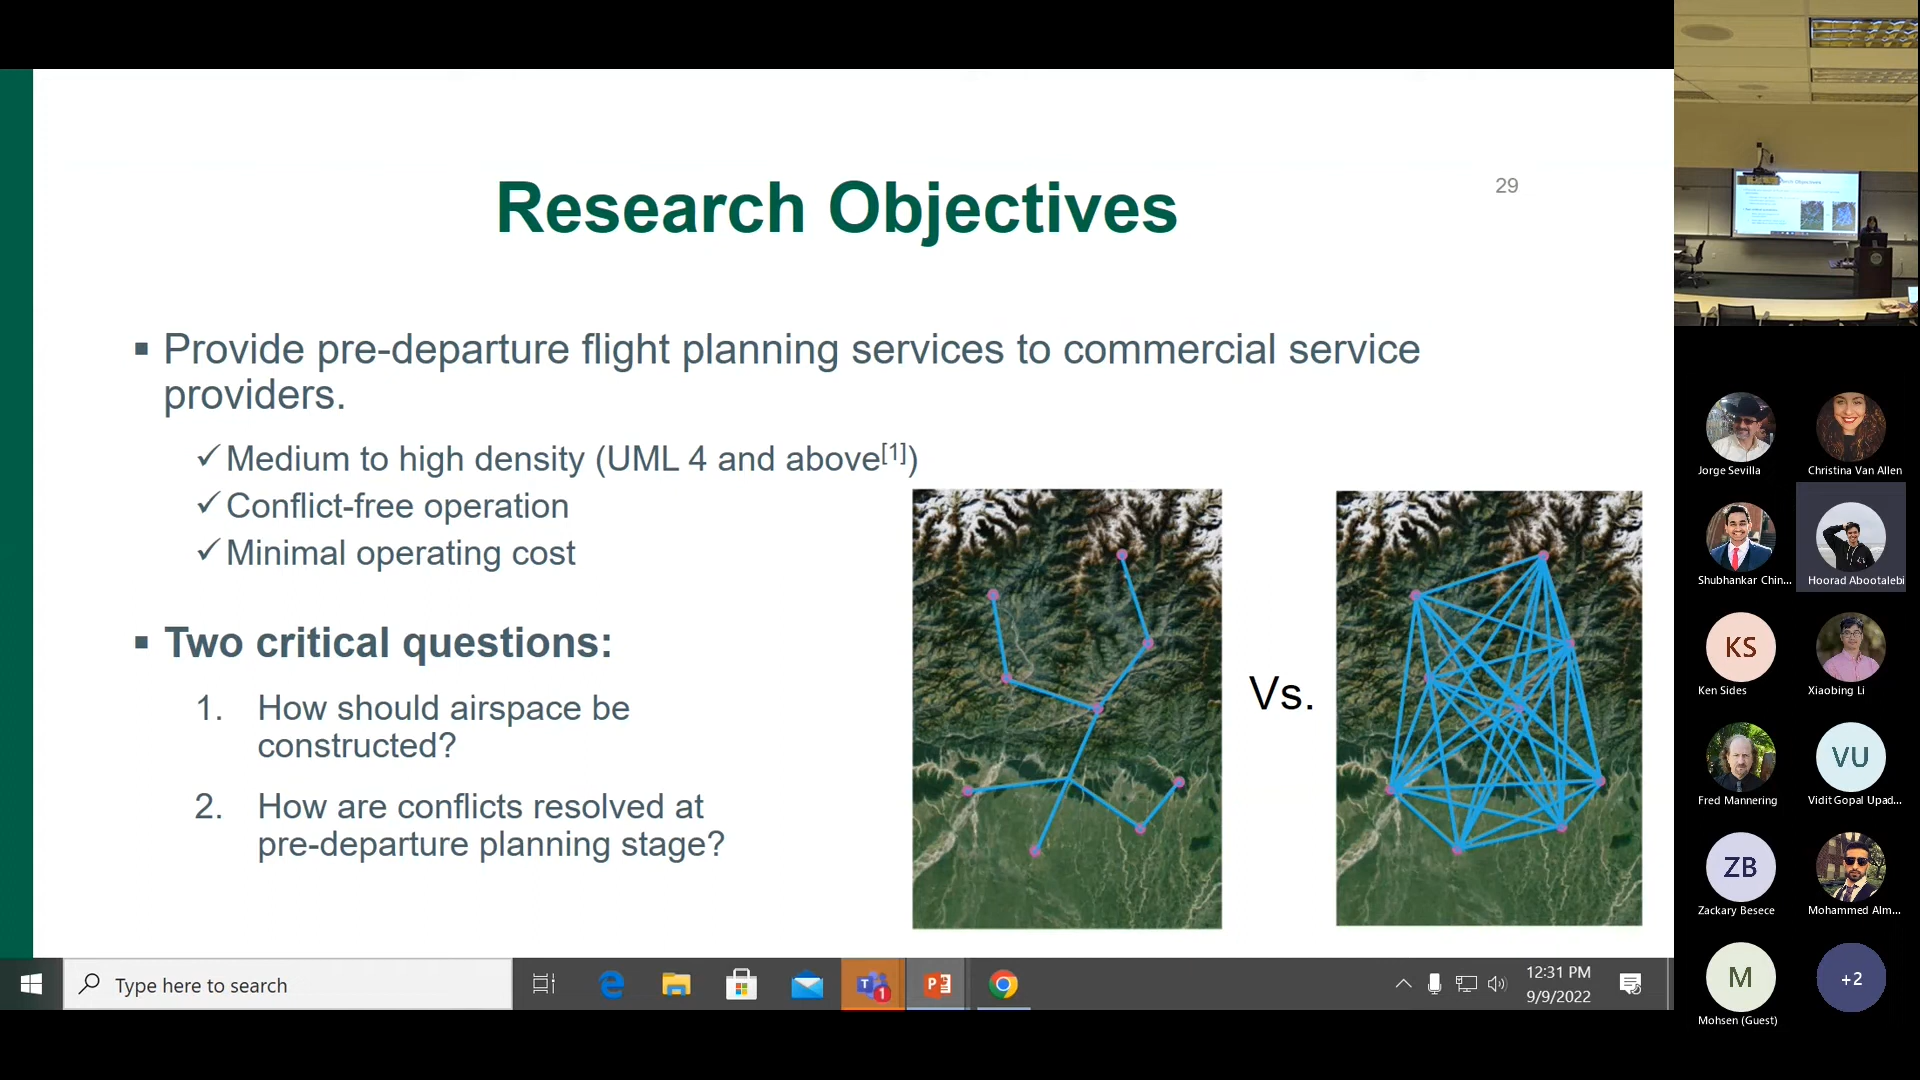 Research Objectives
29
▪ Provide pre-departure flight planning services to commercial service
providers.
✓ Medium to high density (UML 4 and above[1])
✓ Conflict-free operation
✓ Minimal operating cost
▪ Two critical questions:
1. How should airspace be
constructed?
2. How are conflicts resolved at
pre-departure planning stage?
Vs.
Type here to search
1
12:31 PM
9/9/2022
Jorge Sevilla
Christina Van Allen
Shubhankar Chin...
Hoorad Abootalebi
KS
Ken Sides
Xiaobing Li
Fred Mannering
VU
Vidit Gopal Upad...
ZB
Zackary Besece
Mohammed Alm...
M
Mohsen (Guest)
+2